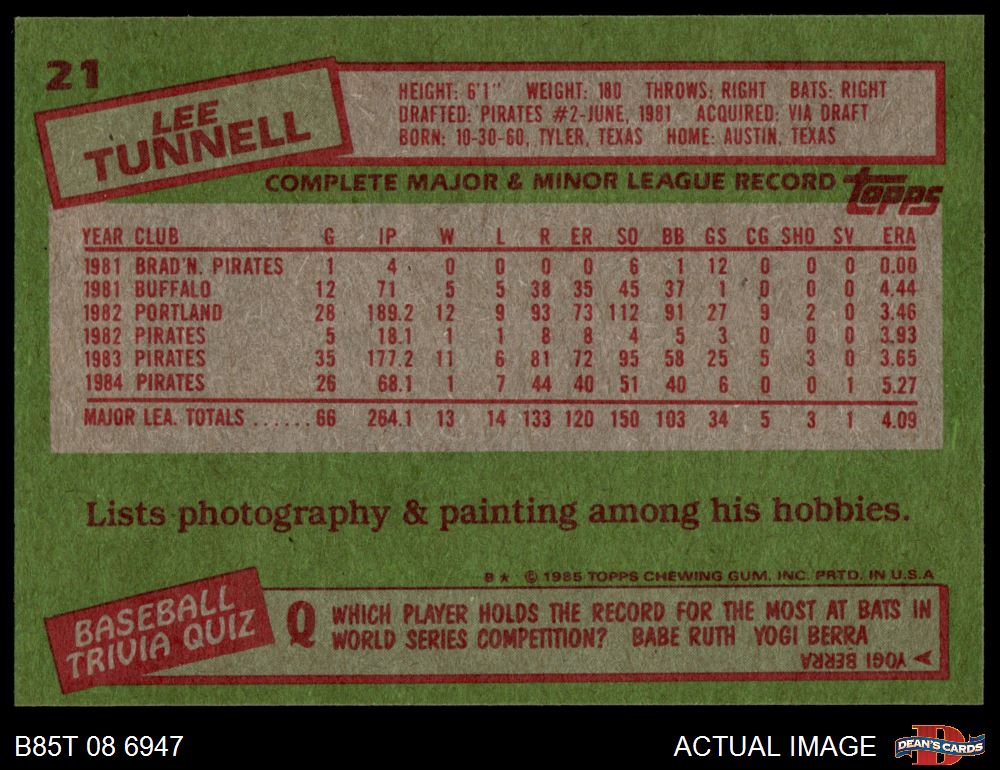 21
LEE
TUNNELL
HEIGHT: 6'1" WEIGHT: 180 THROWS: RIGHT BATS: RIGHT
DRAFTED: PIRATES #2-JUNE, 1981 ACQUIRED: VIA DRAFT
BORN: 10-30-60, TYLER, TEXAS HOME: AUSTIN, TEXAS
COMPLETE MAJOR & MINOR LEAGUE RECORD topps
YEAR CLUB G IP W L R ER SO BB GS CG SHO SV ERA
1981 BRAD'N. PIRATES 1 4 0 0 0 0 6 1 12 0 0 0 0.00
1981 BUFFALO 12 71 5 5 38 35 45 37 1 0 0 0 4.44
1982 PORTLAND 28 189.2 12 9 93 73 112 91 27 9 2 0 3.46
1982 PIRATES 5 18.1 1 1 8 8 4 5 3 0 0 0 3.93
1983 PIRATES 35 177.2 11 6 81 72 95 58 25 5 3 0 3.65
1984 PIRATES 26 68.1 1 7 44 40 51 40 6 0 0 1 5.27
MAJOR LEA. TOTALS ...... 66 264.1 13 14 133 120 150 103 34 5 3 1 4.09
Lists photography & painting among his hobbies.
B★ © 1985 TOPPS CHEWING GUM, INC. PRTD. IN U.S.A
BASEBALL
TRIVIA QUIZ
Q WHICH PLAYER HOLDS THE RECORD FOR THE MOST AT BATS IN
WORLD SERIES COMPETITION? BABE RUTH YOGI BERRA
➤ YOGI BERRA
B85T 08 6947
ACTUAL IMAGE
DEAN'S CARDS